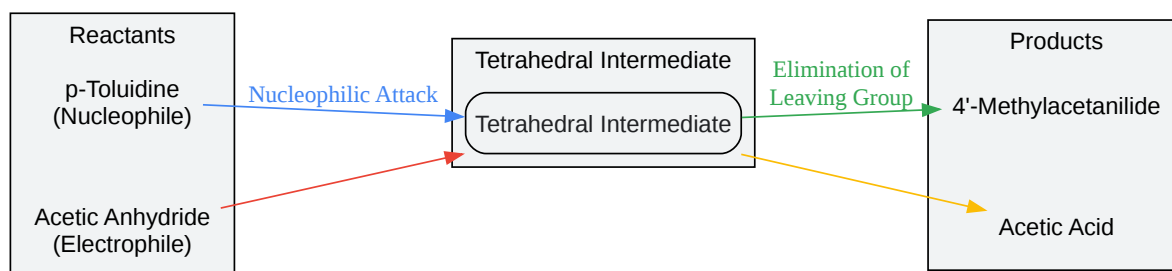 Reactants
p-Toluidine
(Nucleophile)
Acetic Anhydride
(Electrophile)
Nucleophilic Attack
Tetrahedral Intermediate
Tetrahedral Intermediate
Elimination of
Leaving Group
Products
4'-Methylacetanilide
Acetic Acid